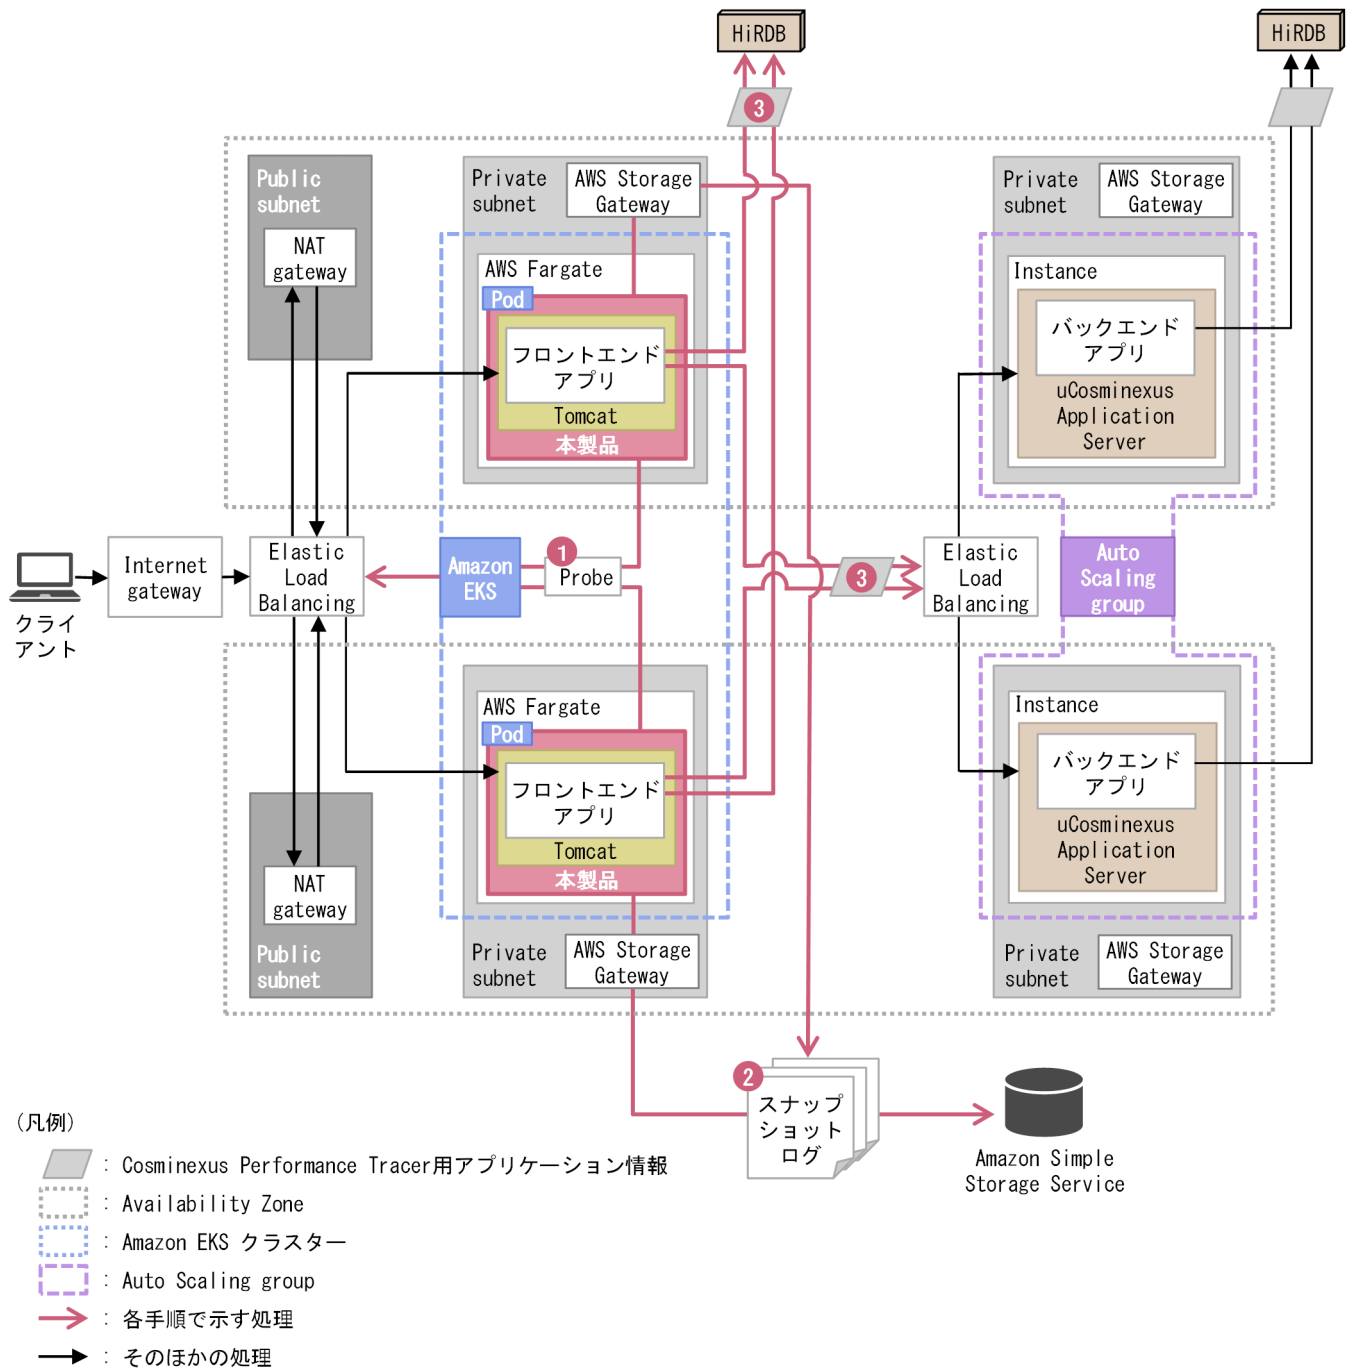 HiRDB
HiRDB
3
Public
subnet
NAT
gateway
Private
subnet
AWS Storage
Gateway
AWS Fargate
Pod
フロントエンド
アプリ
Tomcat
本製品
Private
subnet
AWS Storage
Gateway
Instance
バックエンド
アプリ
uCosminexus
Application
Server
クライ
アント
Internet
gateway
Elastic
Load
Balancing
Amazon
EKS
1
Probe
3
Elastic
Load
Balancing
Auto
Scaling
group
AWS Fargate
Pod
フロントエンド
アプリ
Tomcat
本製品
Instance
バックエンド
アプリ
uCosminexus
Application
Server
NAT
gateway
Public
subnet
Private
subnet
AWS Storage
Gateway
Private
subnet
AWS Storage
Gateway
2
スナップ
ショット
ログ
Amazon Simple
Storage Service
(凡例)
: Cosminexus Performance Tracer用アプリケーション情報
: Availability Zone
: Amazon EKS クラスター
: Auto Scaling group
: 各手順で示す処理
: そのほかの処理